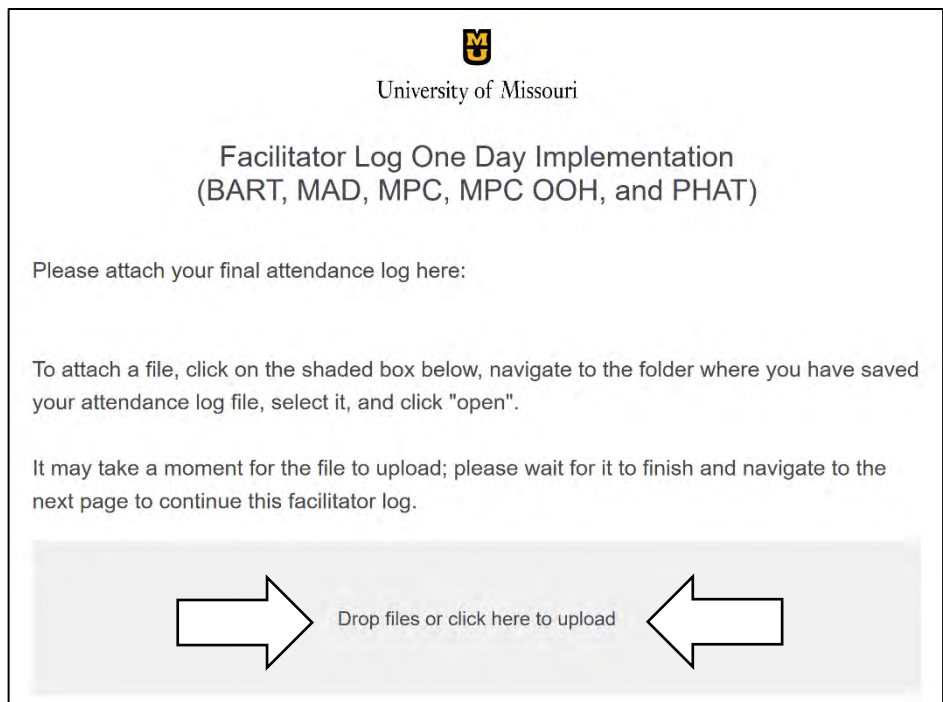 MU
University of Missouri
Facilitator Log One Day Implementation
(BART, MAD, MPC, MPC OOH, and PHAT)
Please attach your final attendance log here:
To attach a file, click on the shaded box below, navigate to the folder where you have saved
your attendance log file, select it, and click "open".
It may take a moment for the file to upload; please wait for it to finish and navigate to the
next page to continue this facilitator log.
Drop files or click here to upload